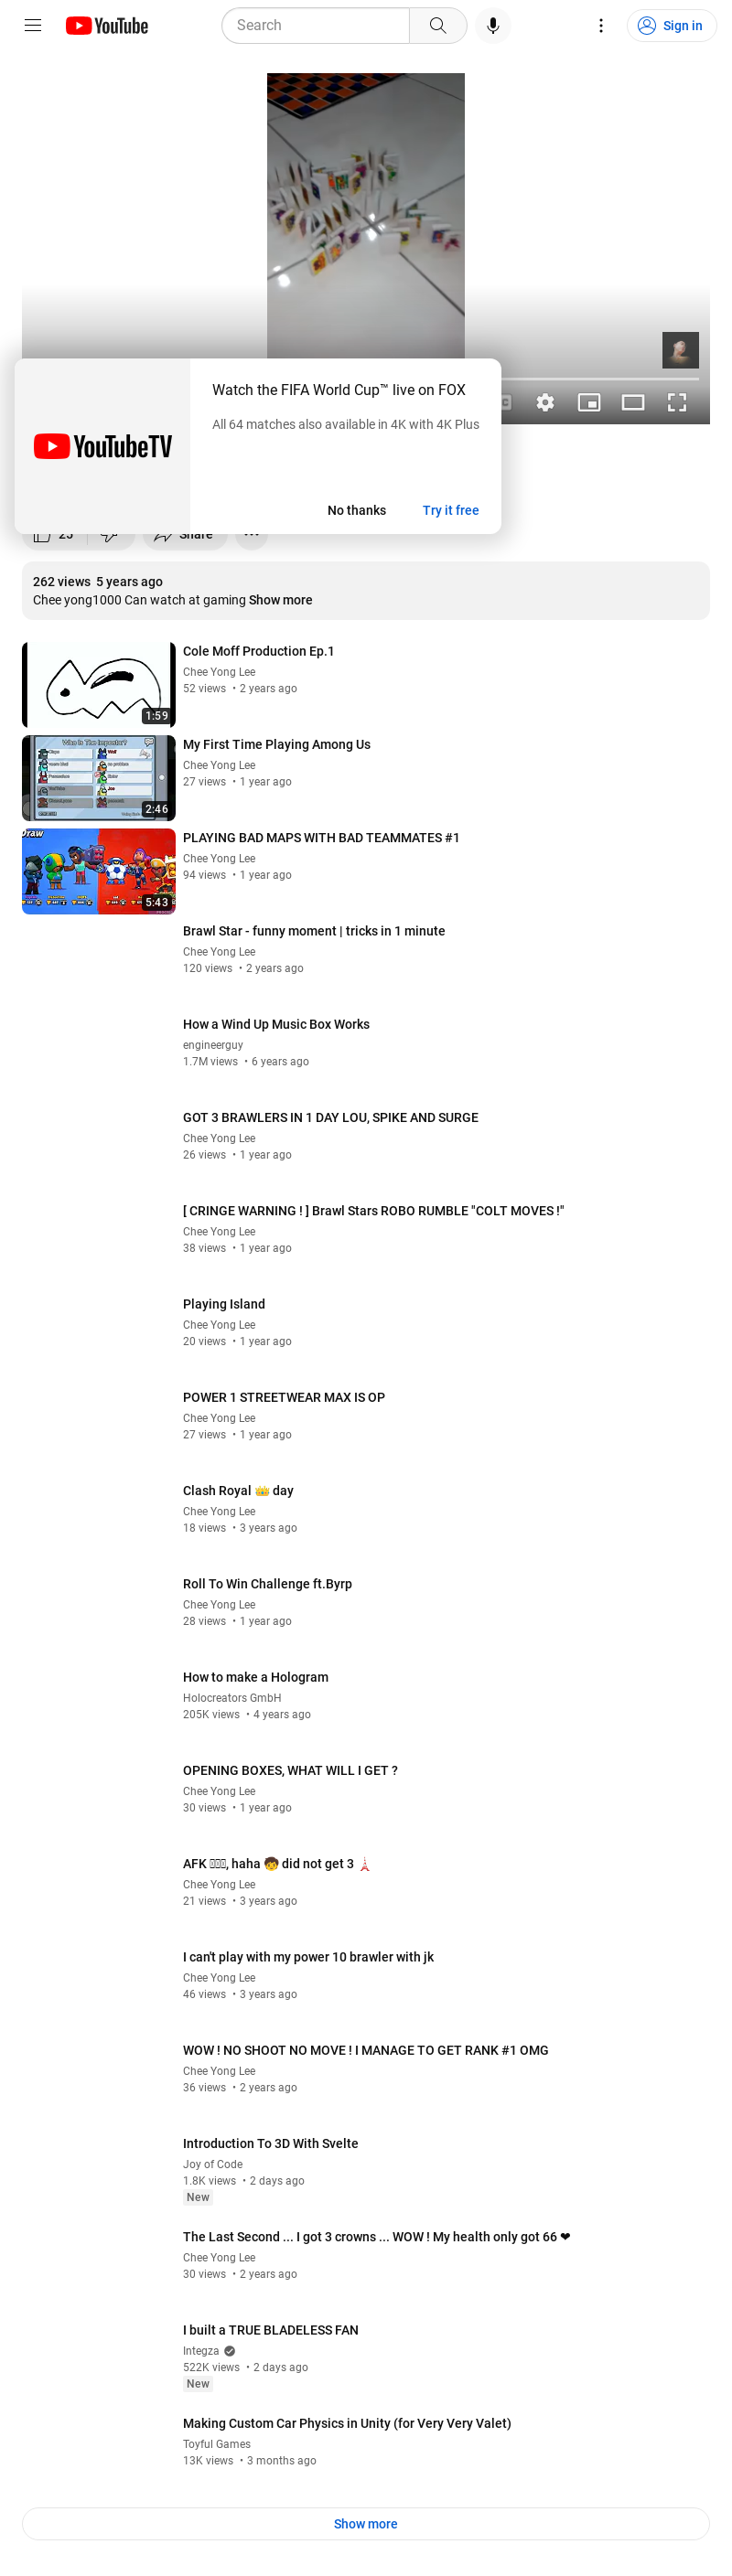 YouTube
Search
Sign in
Watch the FIFA World Cup™ live on FOX
All 64 matches also available in 4K with 4K Plus
YouTubeTV
No thanks
Try it free
25
Share
262 views 5 years ago
Chee yong1000 Can watch at gaming Show more
Cole Moff Production Ep.1
Chee Yong Lee
52 views • 2 years ago
1:59
My First Time Playing Among Us
Chee Yong Lee
27 views • 1 year ago
Who Is The Impostor?
2:46
PLAYING BAD MAPS WITH BAD TEAMMATES #1
Chee Yong Lee
94 views • 1 year ago
Draw
5:43
Brawl Star - funny moment | tricks in 1 minute
Chee Yong Lee
120 views • 2 years ago
How a Wind Up Music Box Works
engineerguy
1.7M views • 6 years ago
GOT 3 BRAWLERS IN 1 DAY LOU, SPIKE AND SURGE
Chee Yong Lee
26 views • 1 year ago
[ CRINGE WARNING ! ] Brawl Stars ROBO RUMBLE "COLT MOVES !"
Chee Yong Lee
38 views • 1 year ago
Playing Island
Chee Yong Lee
20 views • 1 year ago
POWER 1 STREETWEAR MAX IS OP
Chee Yong Lee
27 views • 1 year ago
Clash Royal 👑 day
Chee Yong Lee
18 views • 3 years ago
Roll To Win Challenge ft.Byrp
Chee Yong Lee
28 views • 1 year ago
How to make a Hologram
Holocreators GmbH
205K views • 4 years ago
OPENING BOXES, WHAT WILL I GET ?
Chee Yong Lee
30 views • 1 year ago
AFK , haha 🧒 did not get 3 🗼
Chee Yong Lee
21 views • 3 years ago
I can't play with my power 10 brawler with jk
Chee Yong Lee
46 views • 3 years ago
WOW ! NO SHOOT NO MOVE ! I MANAGE TO GET RANK #1 OMG
Chee Yong Lee
36 views • 2 years ago
Introduction To 3D With Svelte
Joy of Code
1.8K views • 2 days ago
New
The Last Second ... I got 3 crowns ... WOW ! My health only got 66 ❤
Chee Yong Lee
30 views • 2 years ago
I built a TRUE BLADELESS FAN
Integza
522K views • 2 days ago
New
Making Custom Car Physics in Unity (for Very Very Valet)
Toyful Games
13K views • 3 months ago
Show more